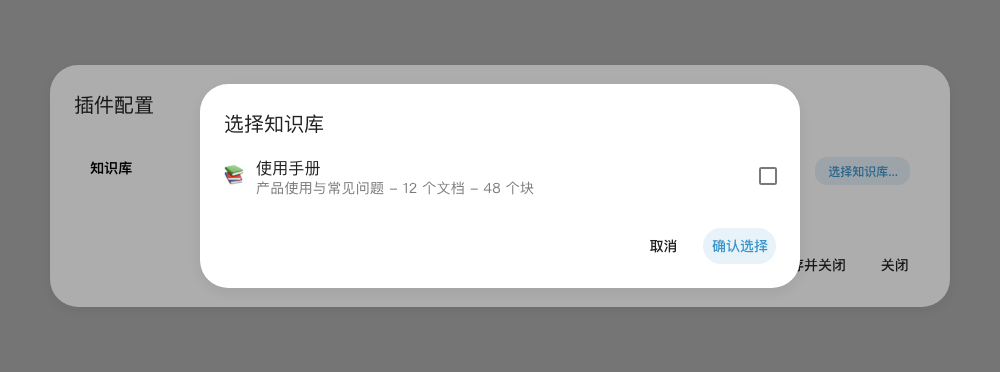 插件配置
选择知识库
知识库
使用手册
产品使用与常见问题 – 12 个文档 – 48 个块
选择知识库...
取消
确认选择
并关闭
关闭